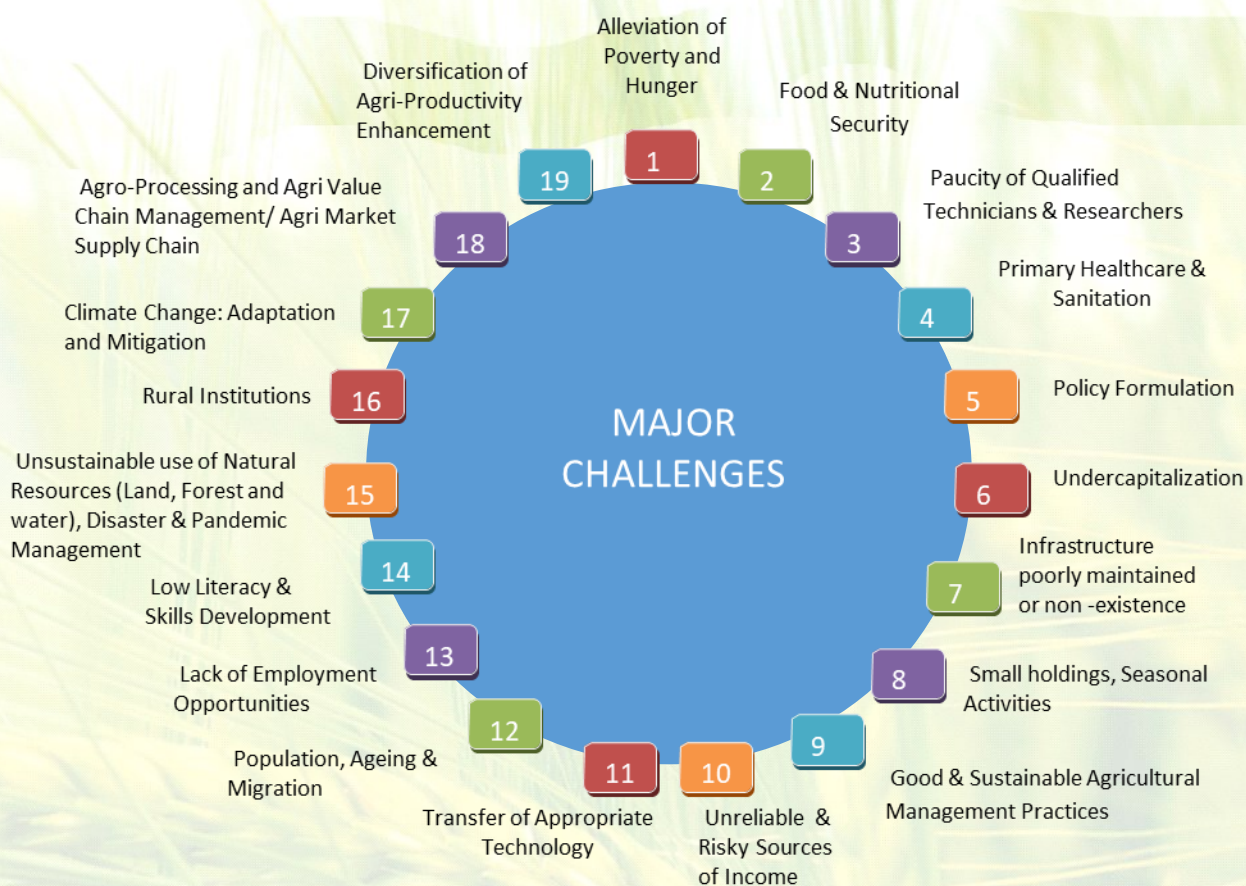 Alleviation of
Poverty and
Hunger
1
Food & Nutritional
Security
2
Paucity of Qualified
Technicians & Researchers
3
Primary Healthcare &
Sanitation
4
Policy Formulation
5
Undercapitalization
6
Infrastructure
poorly maintained
or non -existence
7
Small holdings, Seasonal
Activities
8
Good & Sustainable Agricultural
Management Practices
9
Unreliable &
Risky Sources
of Income
10
Transfer of Appropriate
Technology
11
Population, Ageing &
Migration
12
Lack of Employment
Opportunities
13
Low Literacy &
Skills Development
14
Unsustainable use of Natural
Resources (Land, Forest and
water), Disaster & Pandemic
Management
15
Rural Institutions
16
Climate Change: Adaptation
and Mitigation
17
Agro-Processing and Agri Value
Chain Management/ Agri Market
Supply Chain
18
Diversification of
Agri-Productivity
Enhancement
19
MAJOR
CHALLENGES